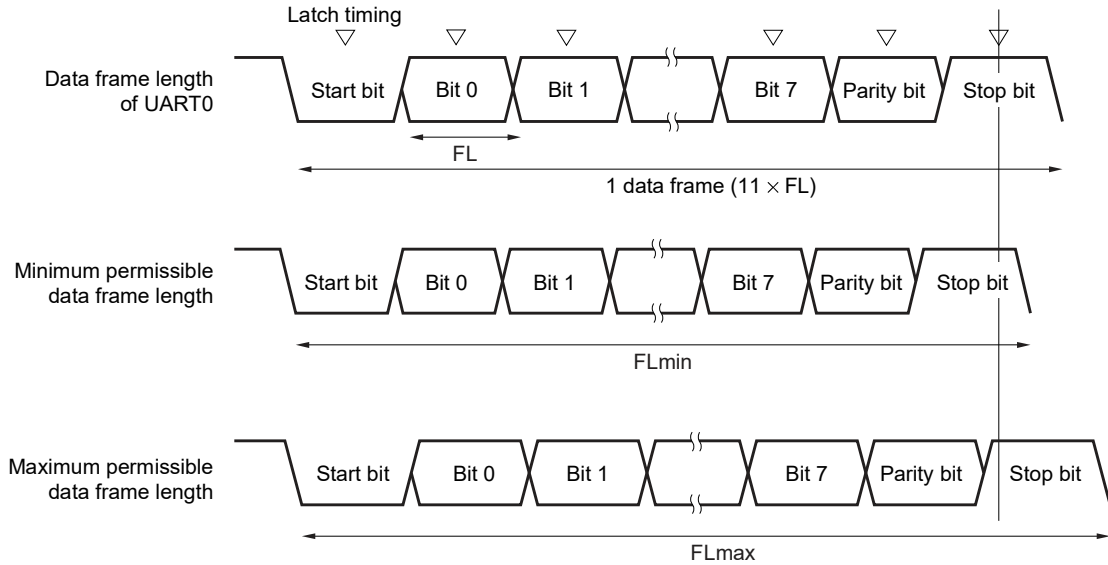 Latch timing
Data frame length
of UART0
Start bit
Bit 0
Bit 1
Bit 7
Parity bit
Stop bit
FL
1 data frame (11 × FL)
Minimum permissible
data frame length
Start bit
Bit 0
Bit 1
Bit 7
Parity bit
Stop bit
FLmin
Maximum permissible
data frame length
Start bit
Bit 0
Bit 1
Bit 7
Parity bit
Stop bit
FLmax